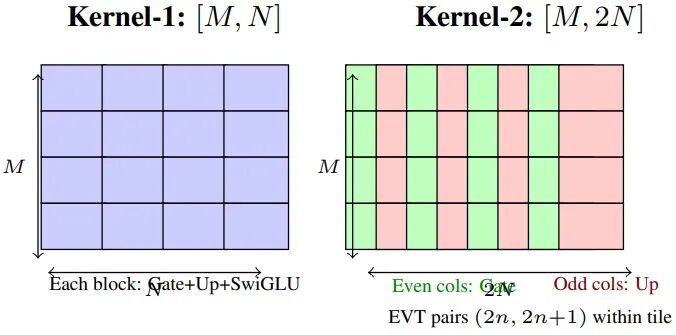 Kernel-1: [M, N]
Kernel-2: [M, 2N]
M
M
Each block: Gate+Up+SwiGLU
N
Even cols: Gate
2N
Odd cols: Up
EVT pairs (2n, 2n+1) within tile